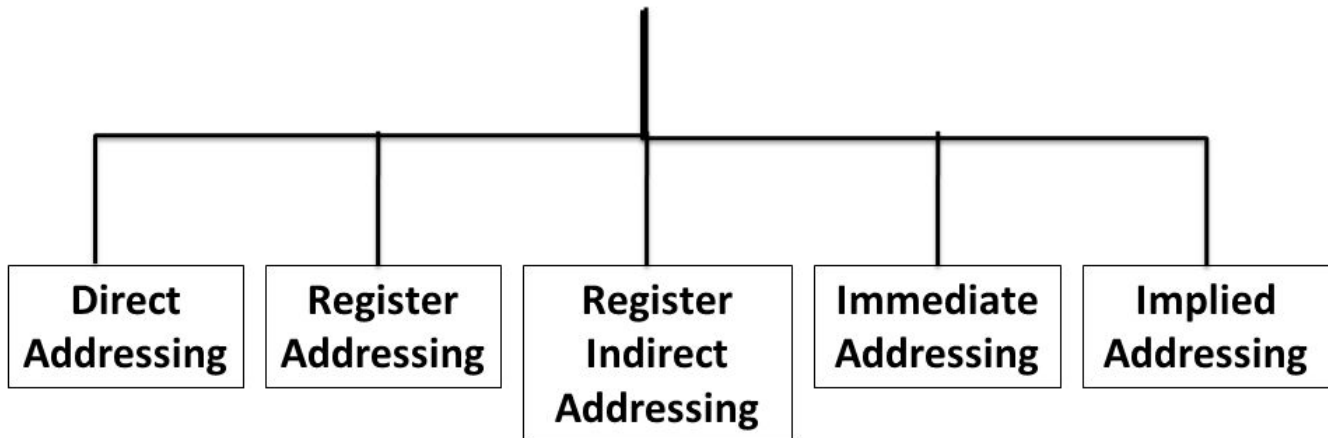 Direct
Addressing
Register
Addressing
Register
Indirect
Addressing
Immediate
Addressing
Implied
Addressing